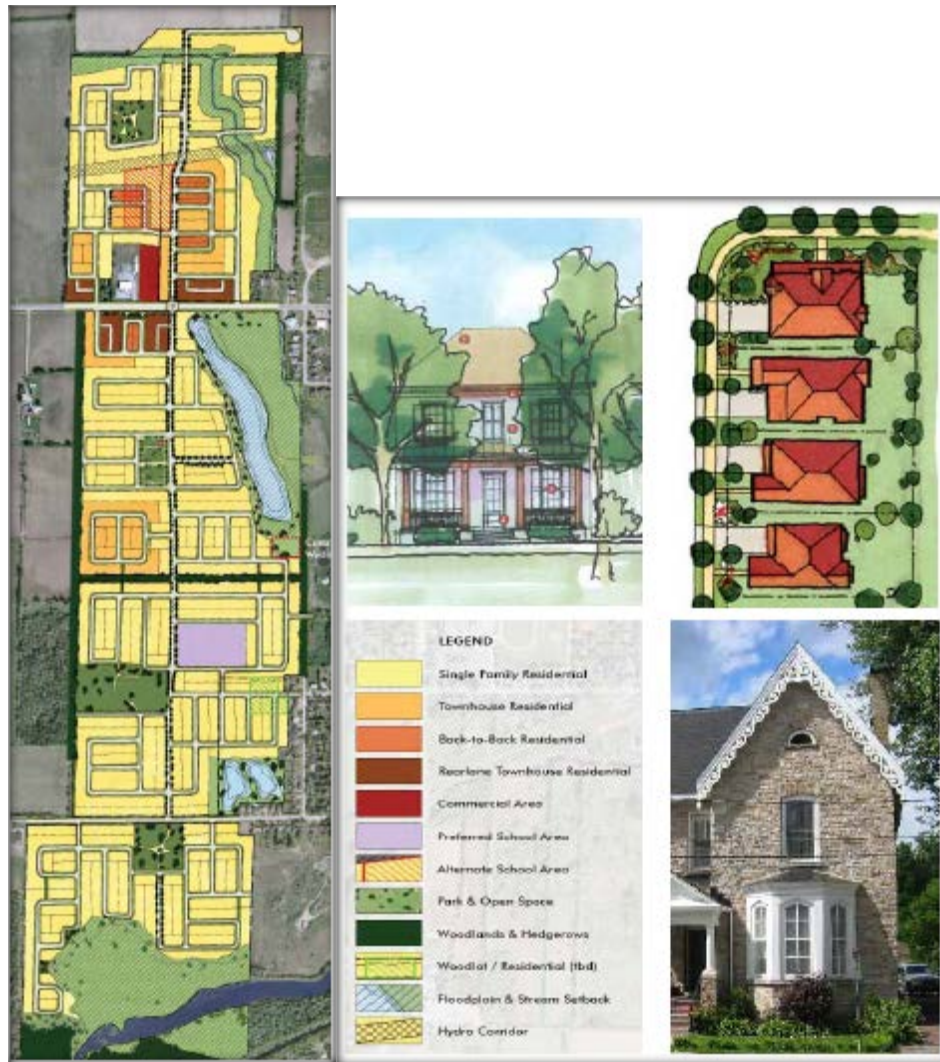 LEGEND
Single Family Residential
Townhouse Residential
Back-to-Back Residential
Rearlane Townhouse Residential
Commercial Area
Preferred School Area
Alternate School Area
Park & Open Space
Woodlands & Hedgerows
Woodlot / Residential (tbd)
Floodplain & Stream Setback
Hydro Corridor